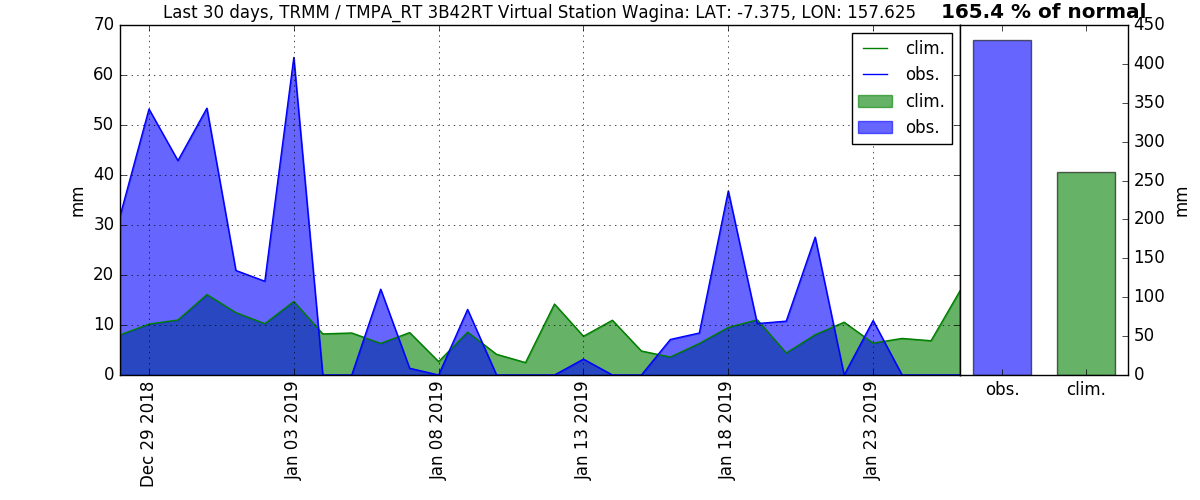 Last 30 days, TRMM / TMPA_RT 3B42RT Virtual Station Wagina: LAT: -7.375, LON: 157.625
165.4 % of normal
70
60
50
40
30
20
10
0
mm
clim.
obs.
clim.
obs.
450
400
350
300
250
200
150
100
50
0
mm
obs.
clim.
Dec 29 2018
Jan 03 2019
Jan 08 2019
Jan 13 2019
Jan 18 2019
Jan 23 2019